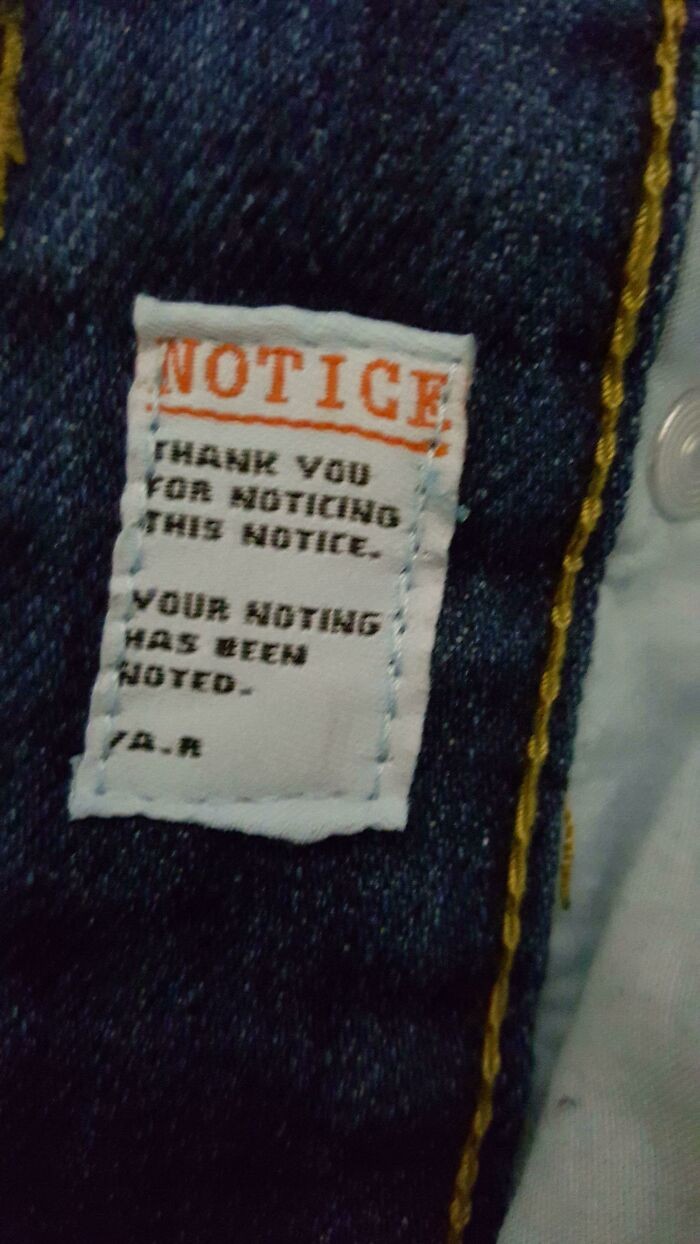 NOTICE
THANK YOU
FOR NOTICING
THIS NOTICE.
YOUR NOTING
HAS BEEN
NOTED.
/A.R